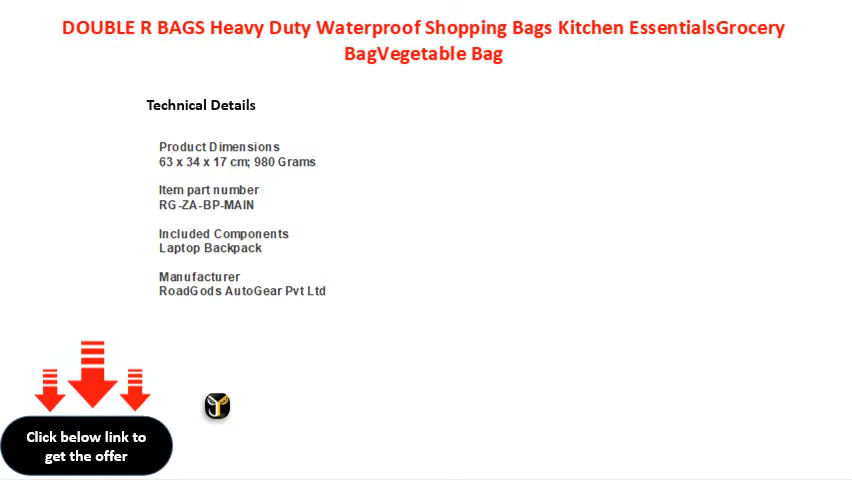 DOUBLE R BAGS Heavy Duty Waterproof Shopping Bags Kitchen EssentialsGrocery
BagVegetable Bag
Technical Details
Product Dimensions
63 x 34 x 17 cm; 980 Grams
Item part number
RG-ZA-BP-MAIN
Included Components
Laptop Backpack
Manufacturer
RoadGods AutoGear Pvt Ltd
Click below link to
get the offer